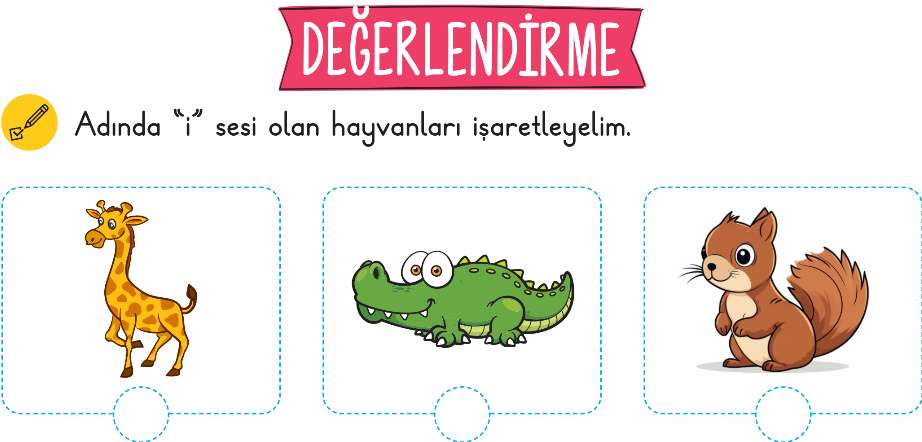 DEĞERLENDİRME
Adında “i” sesi olan hayvanları işaretleyelim.